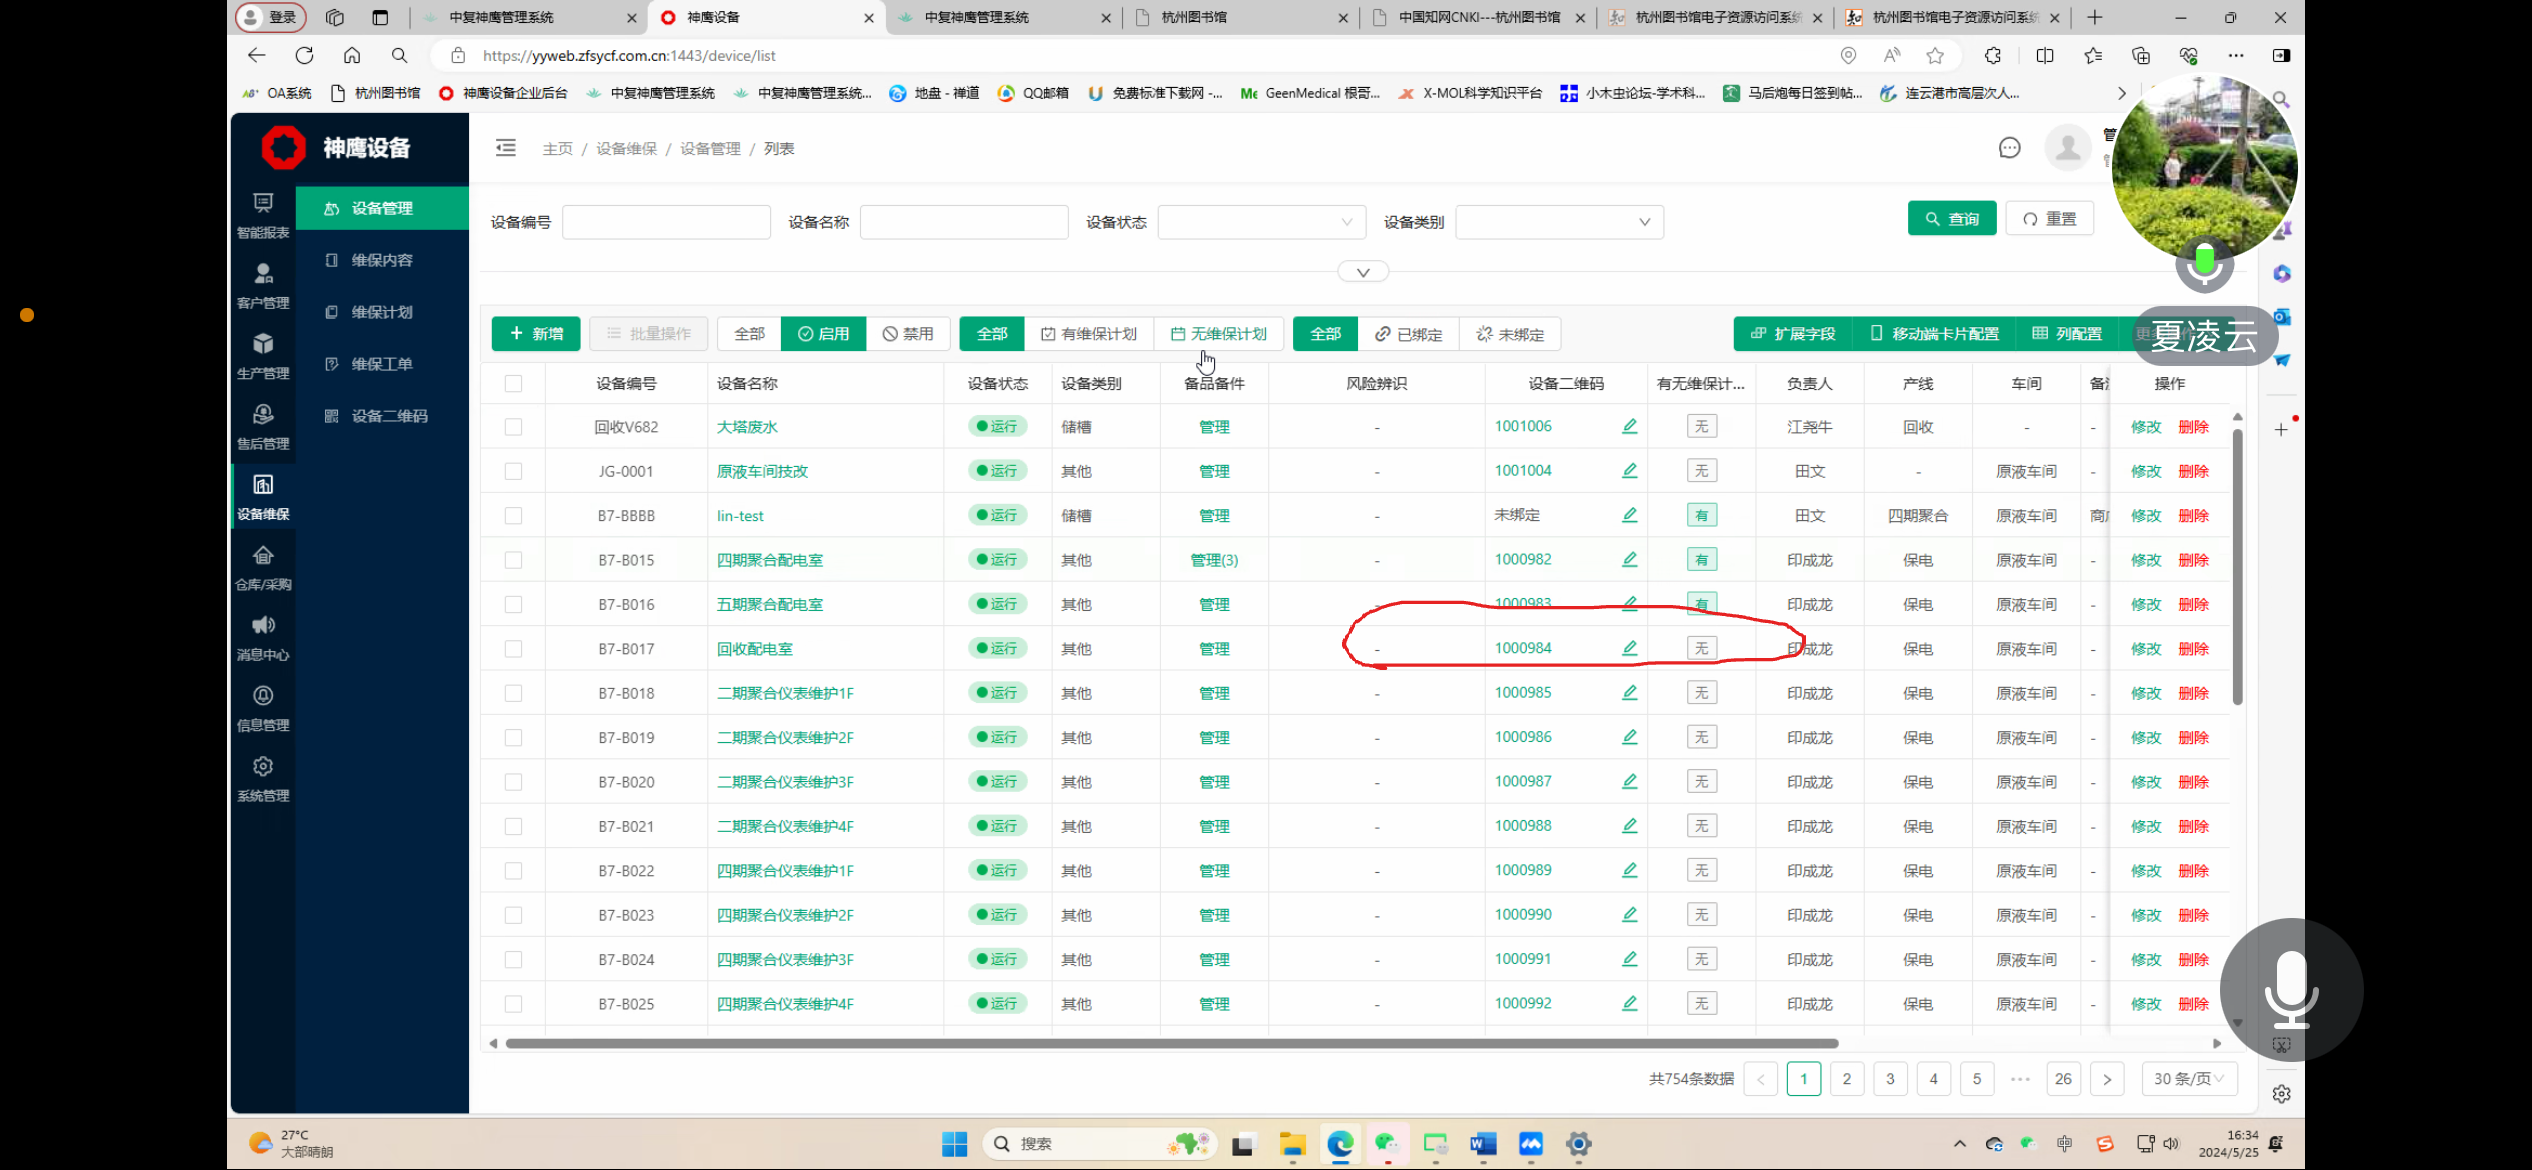 登录 中复神鹰管理系统 神鹰设备 中复神鹰管理系统 杭州图书馆 中国知网CNKI---杭州图书馆 杭州图书馆电子资源访问系统 杭州图书馆电子资源访问系统
https://yyweb.zfsycf.com.cn:1443/device/list
OA系统 杭州图书馆 神鹰设备企业后台 中复神鹰管理系统 中复神鹰管理系统... 地盘 - 禅道 QQ邮箱 免费标准下载网 -... GeenMedical 根哥... X-MOL科学知识平台 小木虫论坛-学术科... 马后炮每日签到帖... 连云港市高层次人...
神鹰设备
主页 / 设备维保 / 设备管理 / 列表
智能报表
客户管理
生产管理
售后管理
设备维保
仓库/采购
消息中心
信息管理
系统管理
设备管理
维保内容
维保计划
维保工单
设备二维码
设备编号 设备名称 设备状态 设备类别 查询 重置
新增 批量操作 全部 启用 禁用 全部 有维保计划 无维保计划 全部 已绑定 未绑定 扩展字段 移动端卡片配置 列配置
夏凌云
设备编号 设备名称 设备状态 设备类别 备品备件 风险辨识 设备二维码 有无维保计... 负责人 产线 车间 操作
回收V682 大塔废水 运行 储槽 管理 - 1001006 无 江尧牛 回收 - - 修改 删除
JG-0001 原液车间技改 运行 其他 管理 - 1001004 无 田文 - 原液车间 - 修改 删除
B7-BBBB lin-test 运行 储槽 管理 - 未绑定 有 田文 四期聚合 原液车间 修改 删除
B7-B015 四期聚合配电室 运行 其他 管理(3) - 1000982 有 印成龙 保电 原液车间 - 修改 删除
B7-B016 五期聚合配电室 运行 其他 管理 - 1000983 有 印成龙 保电 原液车间 - 修改 删除
B7-B017 回收配电室 运行 其他 管理 - 1000984 无 印成龙 保电 原液车间 - 修改 删除
B7-B018 二期聚合仪表维护1F 运行 其他 管理 - 1000985 无 印成龙 保电 原液车间 - 修改 删除
B7-B019 二期聚合仪表维护2F 运行 其他 管理 - 1000986 无 印成龙 保电 原液车间 - 修改 删除
B7-B020 二期聚合仪表维护3F 运行 其他 管理 - 1000987 无 印成龙 保电 原液车间 - 修改 删除
B7-B021 二期聚合仪表维护4F 运行 其他 管理 - 1000988 无 印成龙 保电 原液车间 - 修改 删除
B7-B022 四期聚合仪表维护1F 运行 其他 管理 - 1000989 无 印成龙 保电 原液车间 - 修改 删除
B7-B023 四期聚合仪表维护2F 运行 其他 管理 - 1000990 无 印成龙 保电 原液车间 - 修改 删除
B7-B024 四期聚合仪表维护3F 运行 其他 管理 - 1000991 无 印成龙 保电 原液车间 - 修改 删除
B7-B025 四期聚合仪表维护4F 运行 其他 管理 - 1000992 无 印成龙 保电 原液车间 - 修改 删除
共754条数据 1 2 3 4 5 ••• 26 30 条/页
27°C
大部晴朗
搜索
中
16:34
2024/5/25